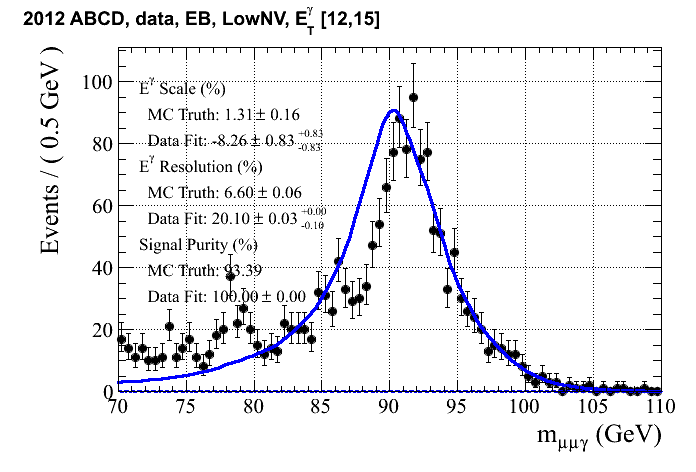 2012 ABCD, data, EB, LowNV, E_T^γ [12,15]
Events / ( 0.5 GeV )
100
80
60
40
20
0
E^γ Scale (%)
MC Truth: 1.31 ± 0.16
Data Fit: -8.26 ± 0.83 +0.83 -0.83
E^γ Resolution (%)
MC Truth: 6.60 ± 0.06
Data Fit: 20.10 ± 0.03 +0.00 -0.10
Signal Purity (%)
MC Truth: 93.39
Data Fit: 100.00 ± 0.00
70 75 80 85 90 95 100 105 110
m_μμγ (GeV)